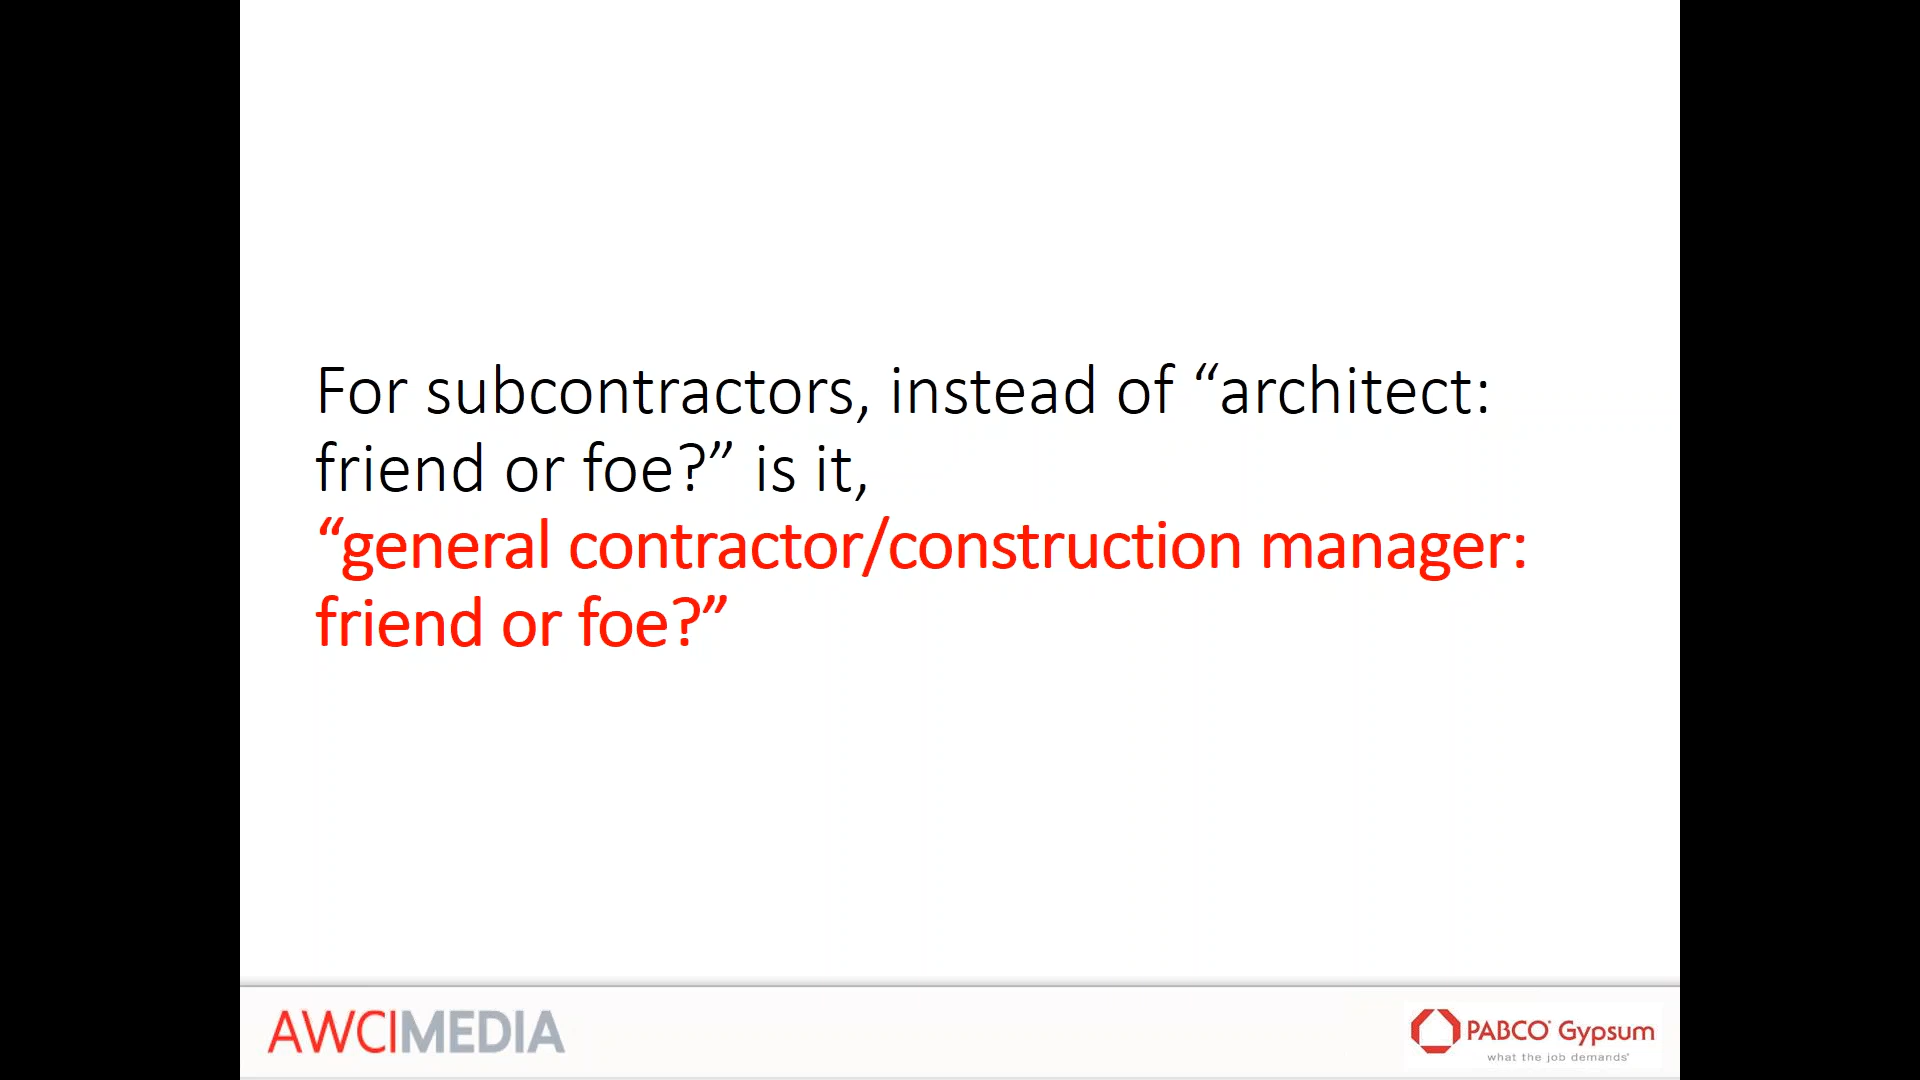 For subcontractors, instead of “architect:
friend or foe?” is it,
“general contractor/construction manager:
friend or foe?”
AWCIMEDIA
PABCO® Gypsum
what the job demands®